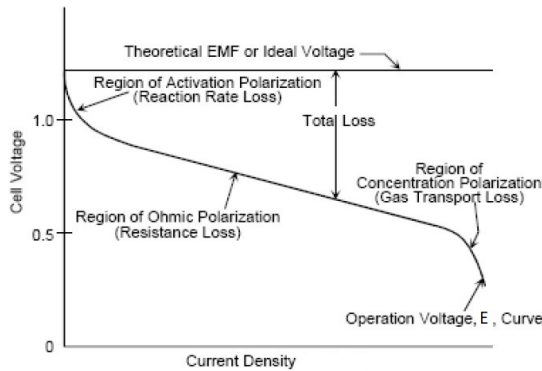 Theoretical EMF or Ideal Voltage
Region of Activation Polarization
(Reaction Rate Loss)
Total Loss
1.0
Region of
Concentration Polarization
(Gas Transport Loss)
Cell Voltage
Region of Ohmic Polarization
(Resistance Loss)
0.5
Operation Voltage, E , Curve
0
Current Density